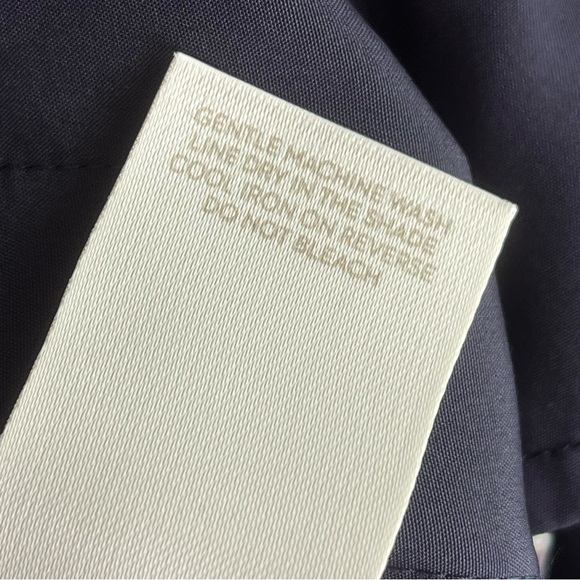 GENTLE MACHINE WASH
LINE DRY IN THE SHADE
COOL IRON ON REVERSE
DO NOT BLEACH